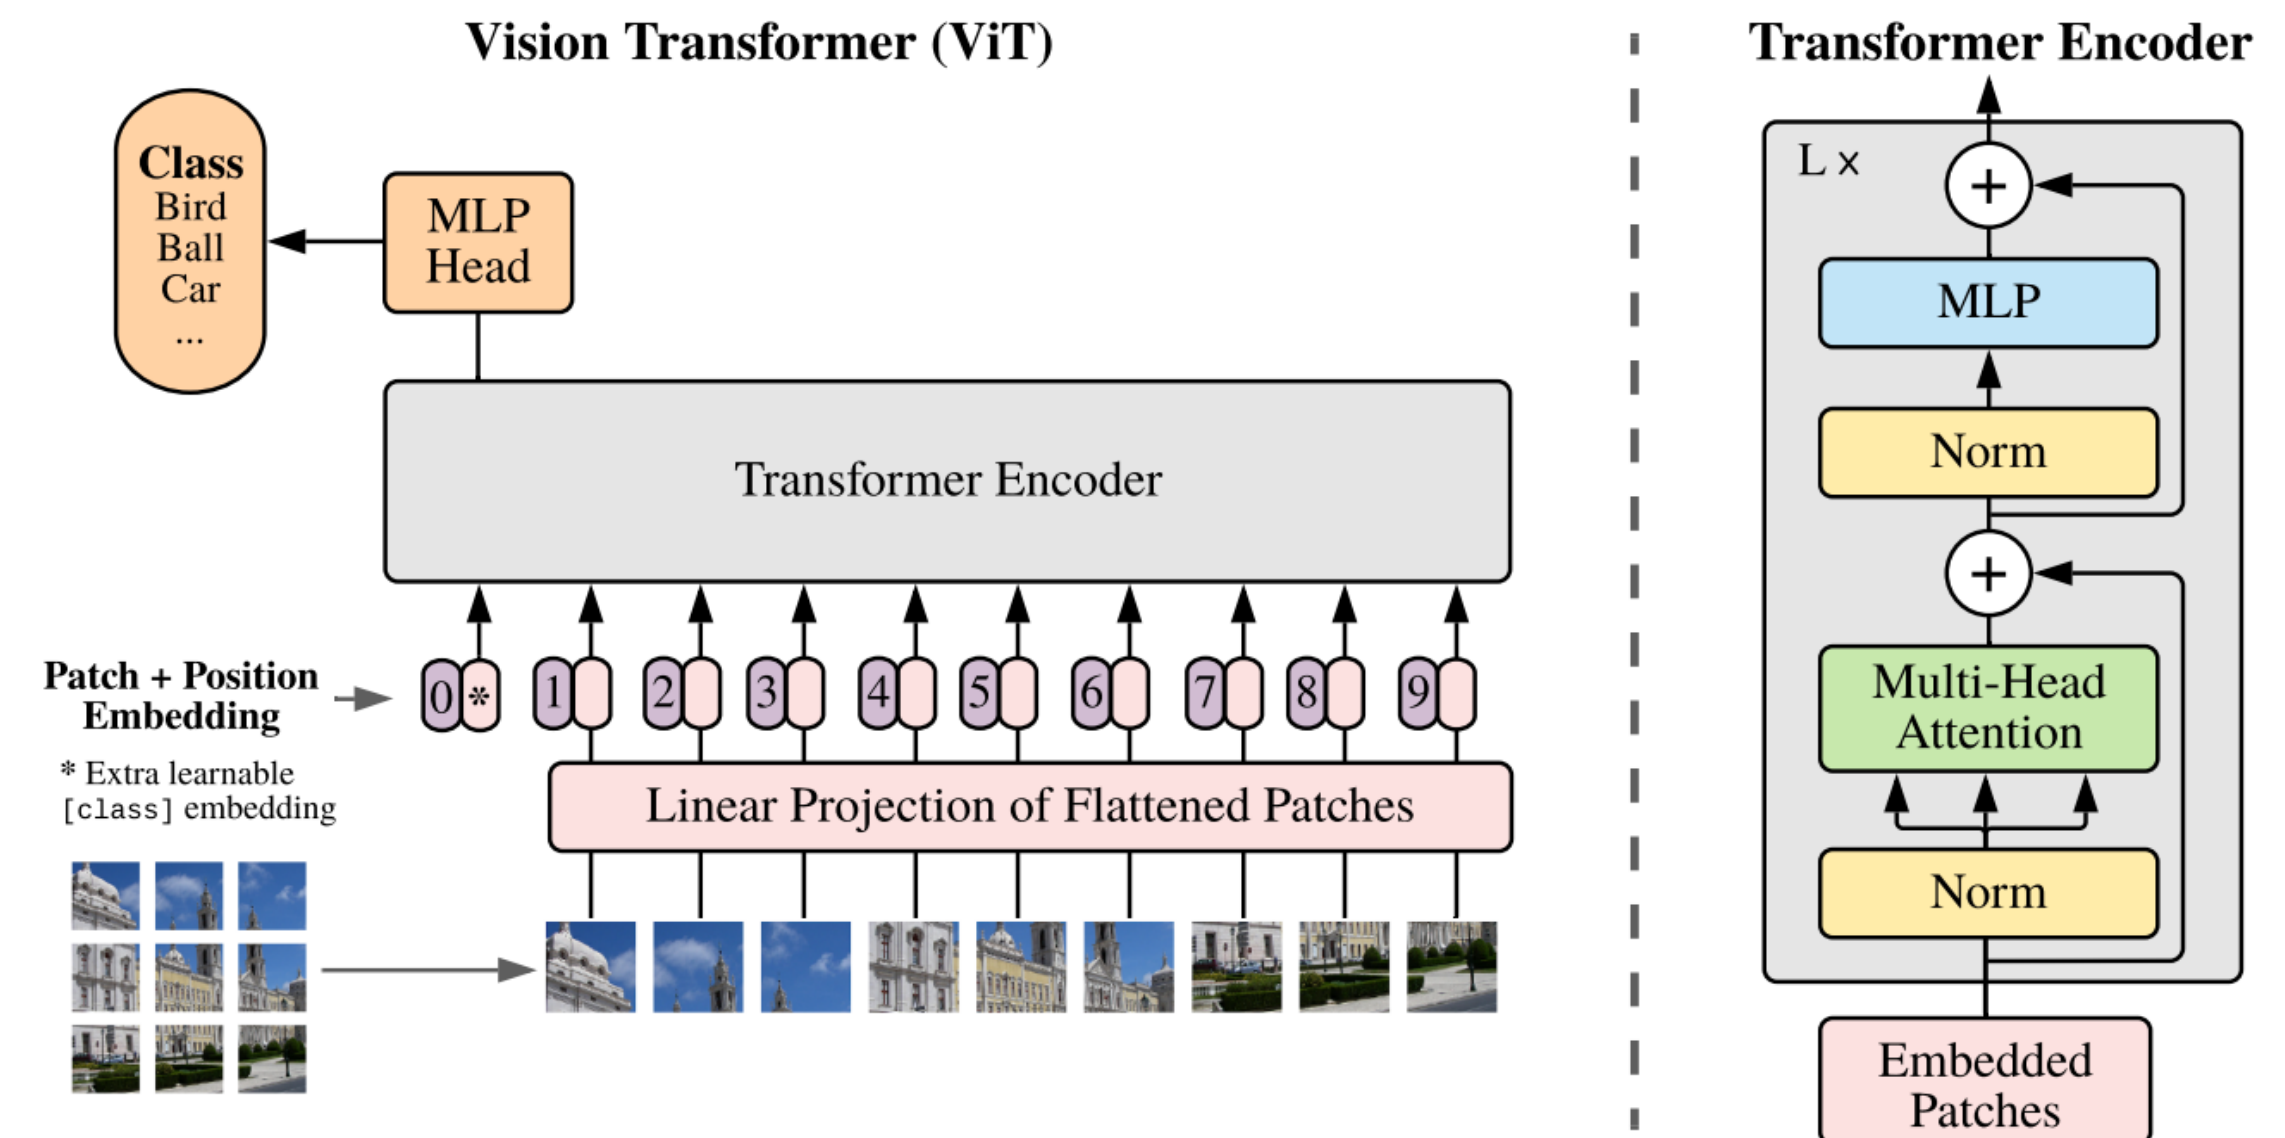 Vision Transformer (ViT)
Class
Bird
Ball
Car
...
MLP
Head
Transformer Encoder
Patch + Position
Embedding
0 * 1 2 3 4 5 6 7 8 9
* Extra learnable
[class] embedding
Linear Projection of Flattened Patches
Transformer Encoder
L x
+
MLP
Norm
+
Multi-Head
Attention
Norm
Embedded
Patches